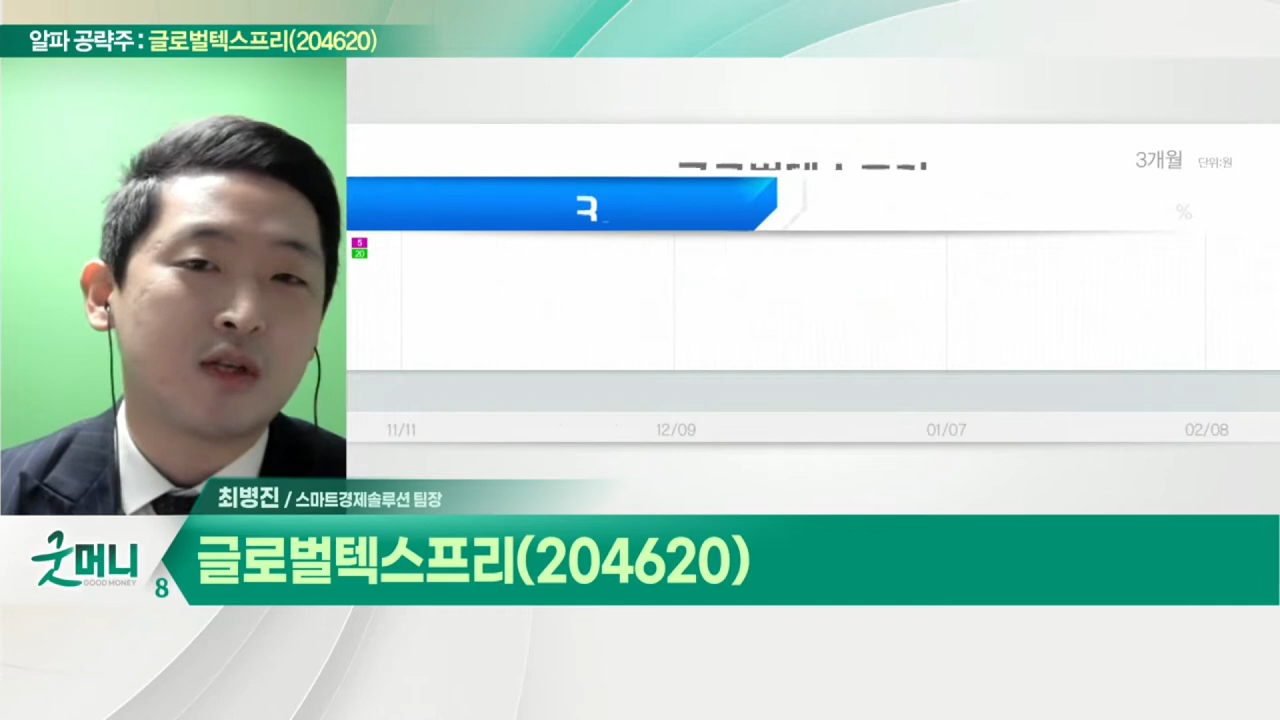 알파 공략주 : 글로벌텍스프리(204620)
3개월 단위:원
%
5
20
11/11 12/09 01/07 02/08
최병진 / 스마트경제솔루션 팀장
굿머니
GOOD MONEY
8
글로벌텍스프리(204620)